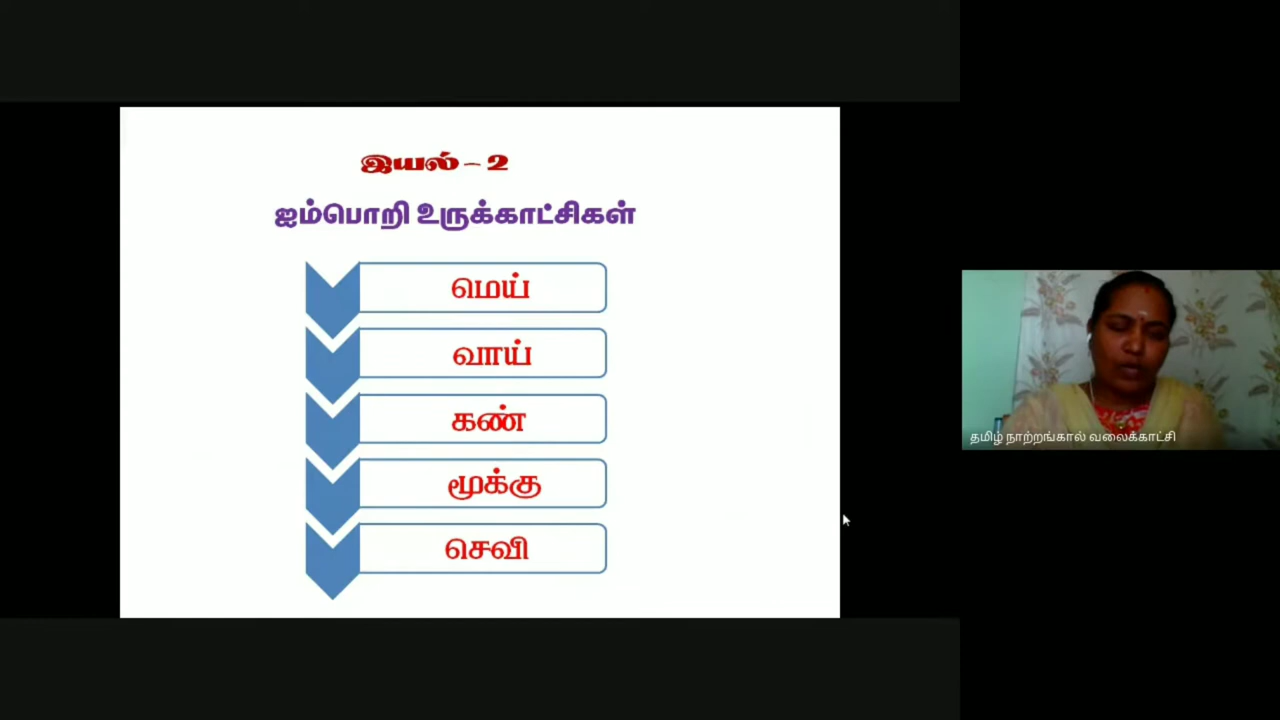 இயல் – 2
ஐம்பொறி உருக்காட்சிகள்
மெய்
வாய்
கண்
மூக்கு
செவி
தமிழ் நாற்றங்கால் வலைக்காட்சி